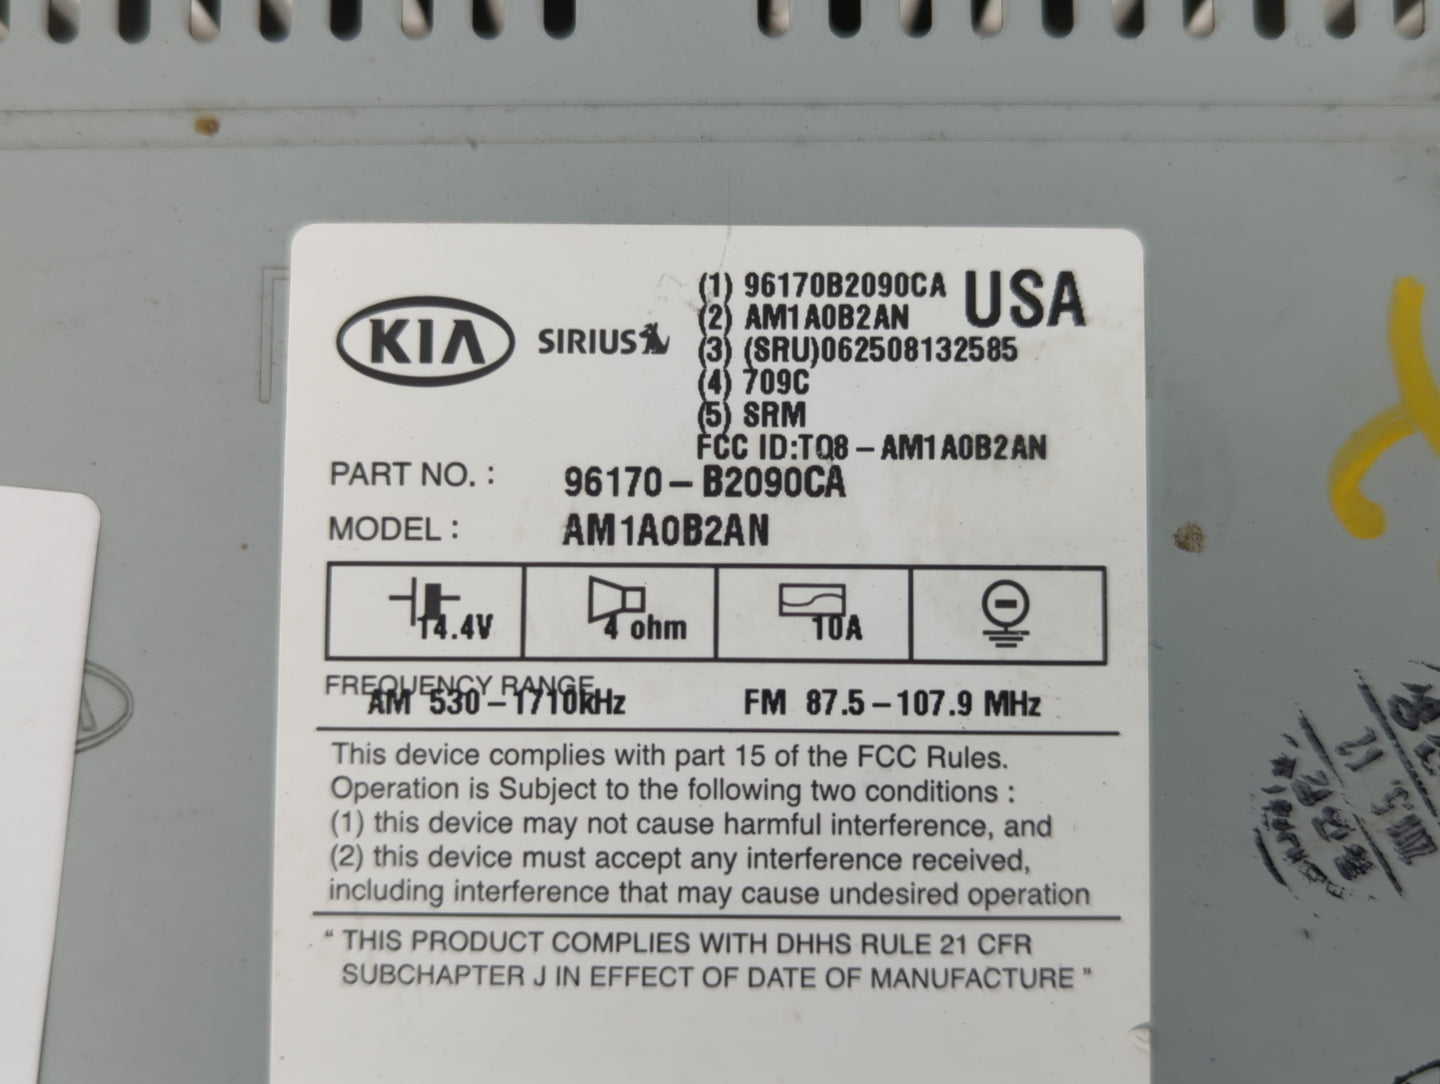 KIA
SIRIUS
(1) 96170B2090CA
USA
(2) AM1A0B2AN
(3) (SRU)062508132585
(4) 709C
(5) SRM
FCC ID:TQ8-AM1A0B2AN
PART NO. : 96170-B2090CA
MODEL : AM1A0B2AN
14.4V
4 ohm
10A
FREQUENCY RANGE
AM 530-1710kHz FM 87.5-107.9 MHz
This device complies with part 15 of the FCC Rules.
Operation is Subject to the following two conditions :
(1) this device may not cause harmful interference, and
(2) this device must accept any interference received,
including interference that may cause undesired operation
“ THIS PRODUCT COMPLIES WITH DHHS RULE 21 CFR
SUBCHAPTER J IN EFFECT OF DATE OF MANUFACTURE ”